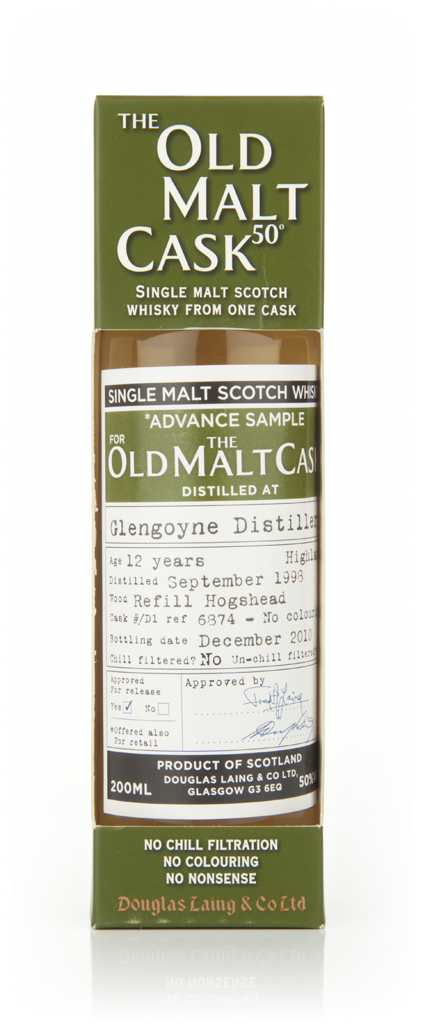 THE
OLD
MALT
CASK 50°
SINGLE MALT SCOTCH
WHISKY FROM ONE CASK
SINGLE MALT SCOTCH WHISK
*ADVANCE SAMPLE
FOR THE
OLD MALT CAS
DISTILLED AT
Glengoyne Distiller
Age 12 years Highla
Distilled September 1998
Wood Refill Hogshead
Cask #/Dl ref 6874 - No colour
Bottling date December 2010
Chill filtered? No Un-chill filtere
Approved
For release
Yes ☑ No ☐
Approved by
*Offered also
For retail
PRODUCT OF SCOTLAND
200ML DOUGLAS LAING & CO LTD, 50%
GLASGOW G3 6EQ
NO CHILL FILTRATION
NO COLOURING
NO NONSENSE
Douglas Laing & Co Ltd